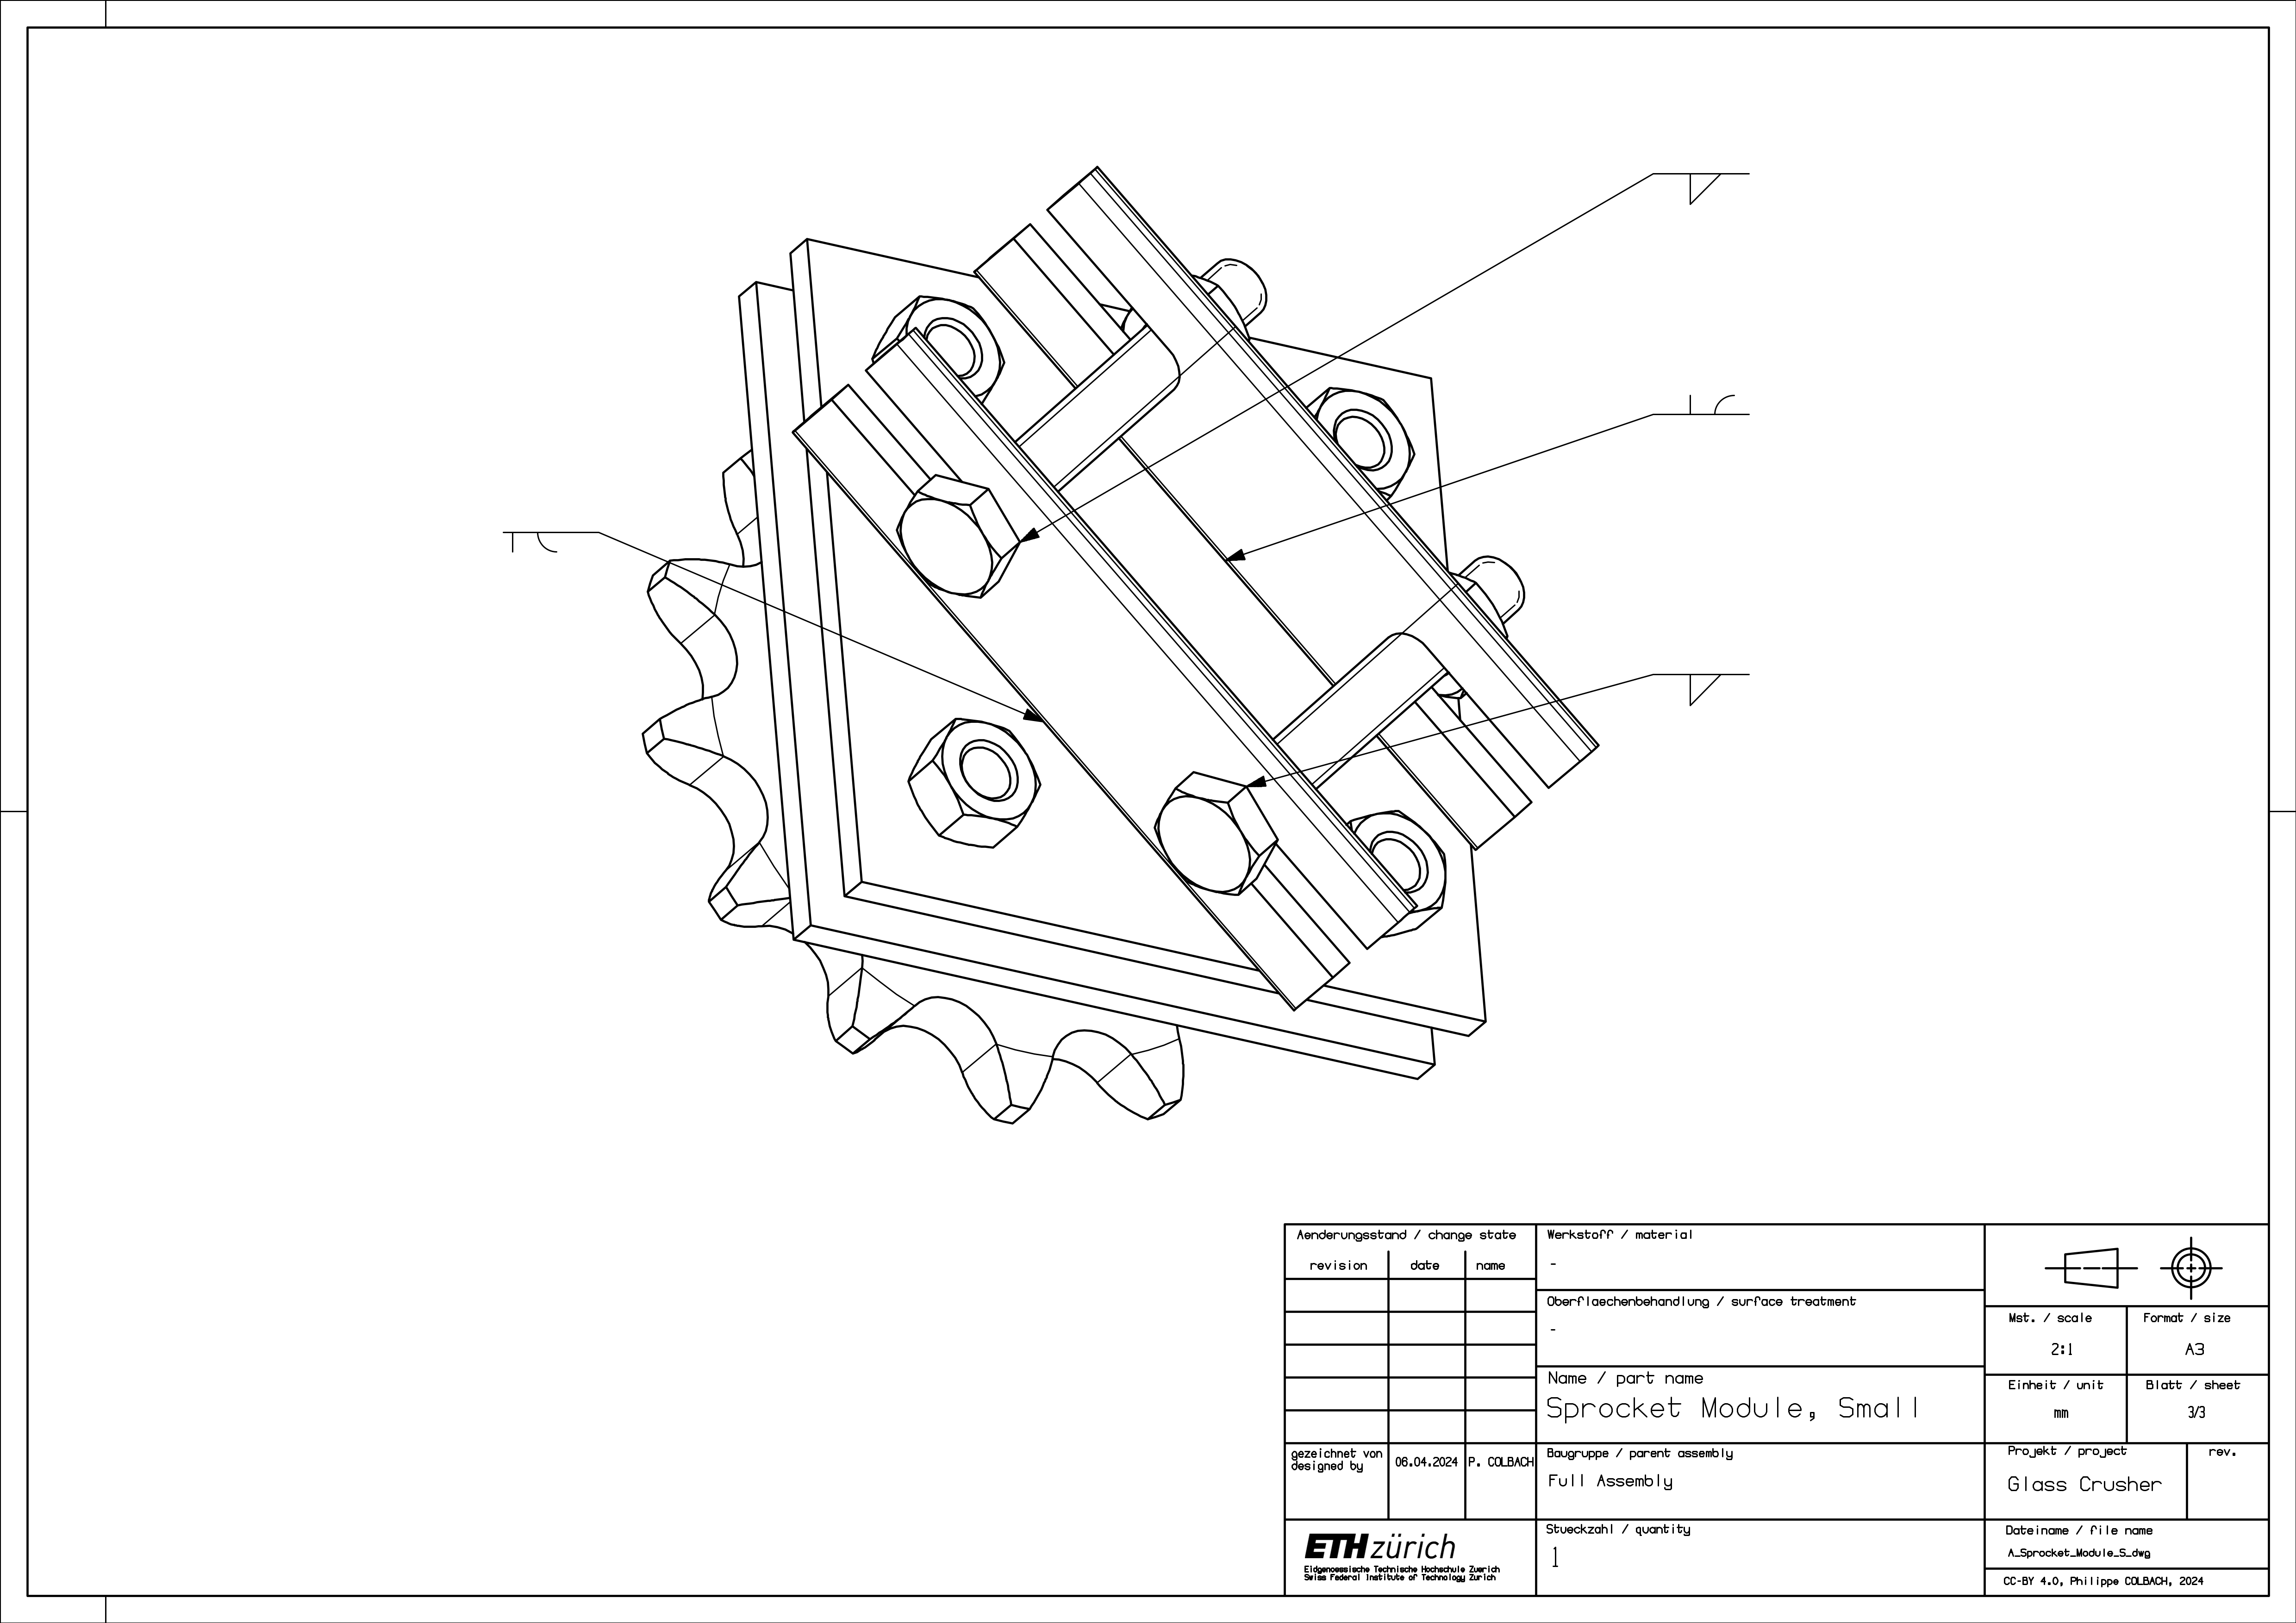 Aenderungsstand / change state
revision date name
gezeichnet von
designed by
06.04.2024 P. COLBACH
ETH zürich
Eidgenoessische Technische Hochschule Zuerich
Swiss Federal Institute of Technology Zurich
Werkstoff / material
-
Oberflaechenbehandlung / surface treatment
-
Name / part name
Sprocket Module, Small
Baugruppe / parent assembly
Full Assembly
Stueckzahl / quantity
1
Mst. / scale
2:1
Format / size
A3
Einheit / unit
mm
Blatt / sheet
3/3
Projekt / project
Glass Crusher
rev.
Dateiname / file name
A_Sprocket_Module_S_dwg
CC-BY 4.0, Philippe COLBACH, 2024